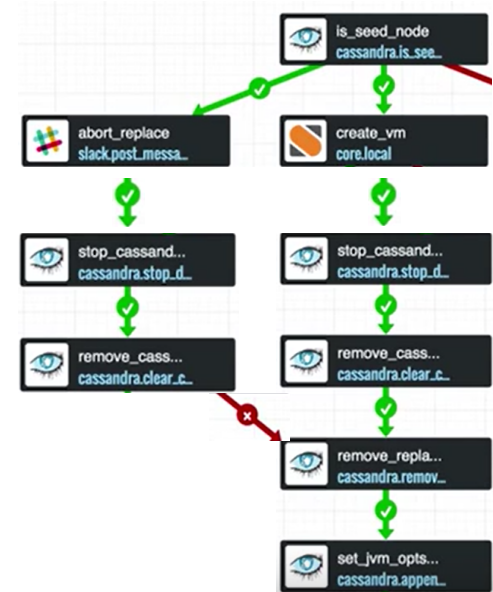 is_seed_node
cassandra.is_see...
abort_replace
slack.post_messa...
create_vm
core.local
stop_cassand...
cassandra.stop_d...
stop_cassand...
cassandra.stop_d...
remove_cass...
cassandra.clear_c...
remove_cass...
cassandra.clear_c...
remove_repla...
cassandra.remov...
set_jvm_opts...
cassandra.appen...